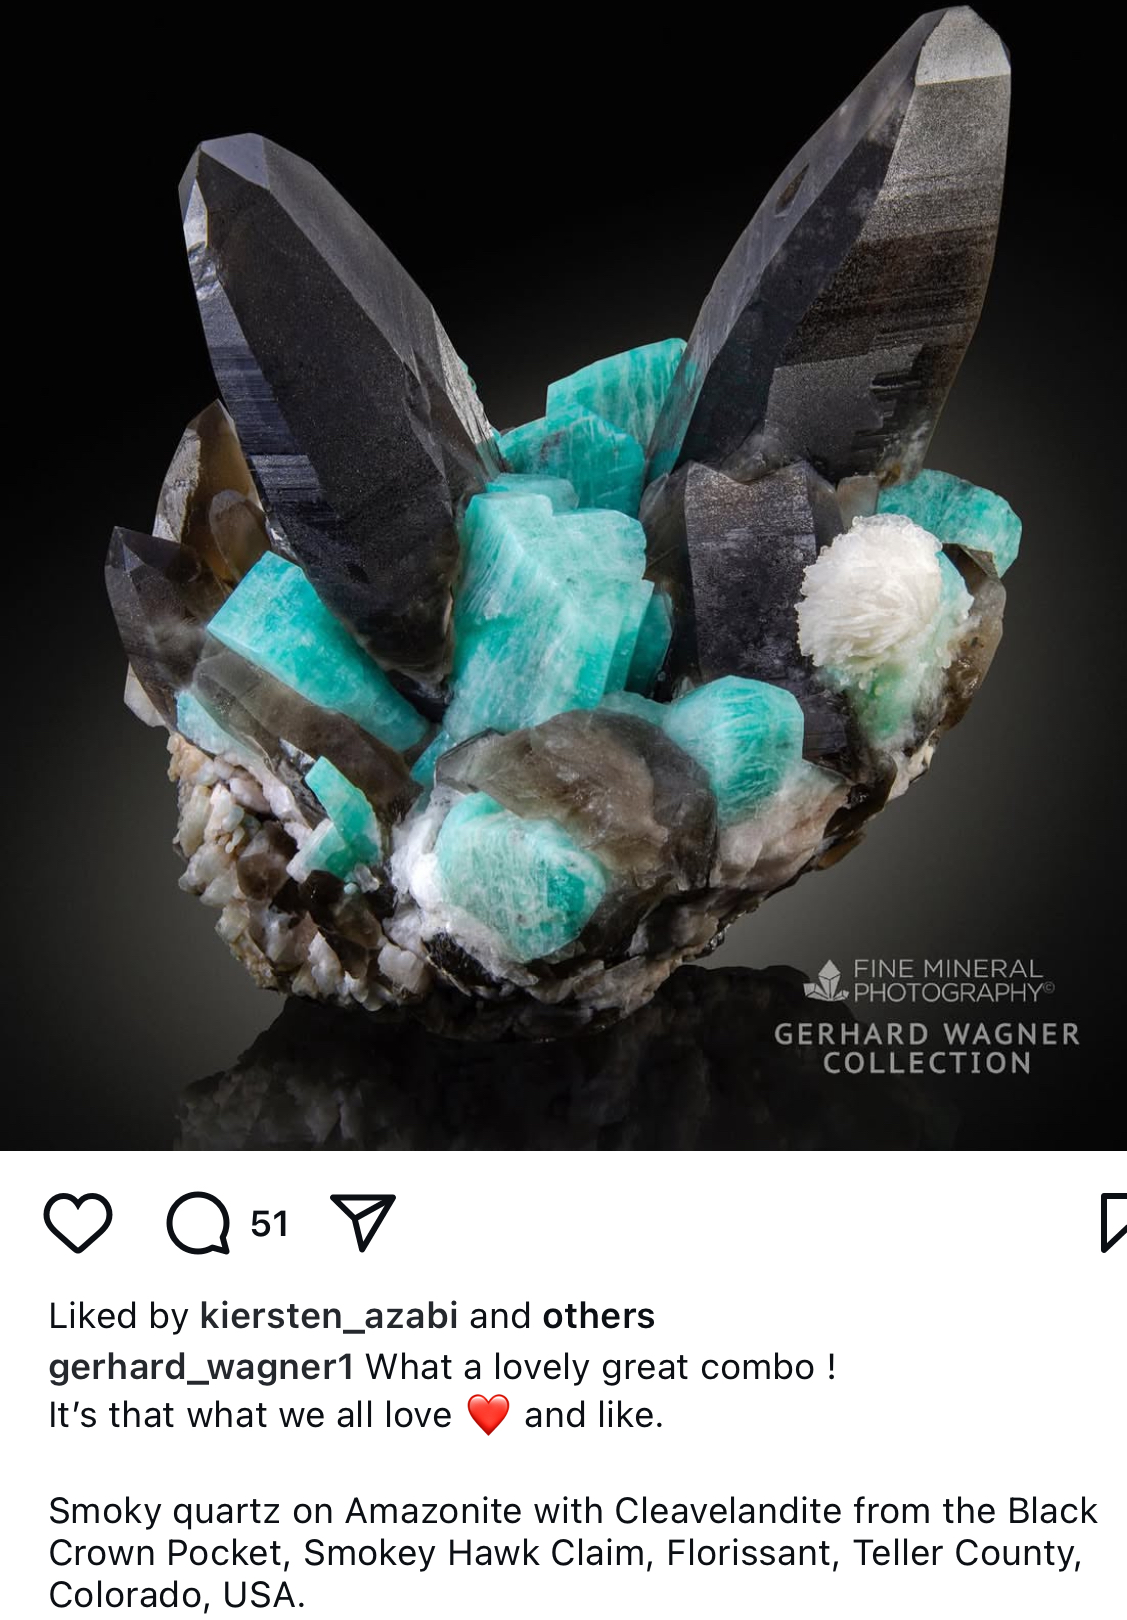 FINE MINERAL
PHOTOGRAPHY©
GERHARD WAGNER
COLLECTION
51
Liked by kiersten_azabi and others
gerhard_wagner1 What a lovely great combo !
It’s that what we all love ❤️ and like.
Smoky quartz on Amazonite with Cleavelandite from the Black
Crown Pocket, Smokey Hawk Claim, Florissant, Teller County,
Colorado, USA.